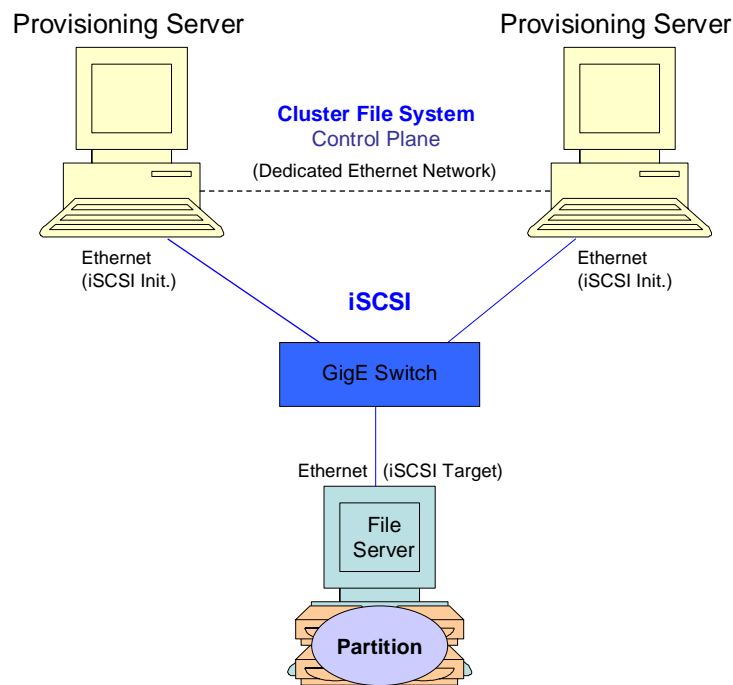 Provisioning Server
Provisioning Server
Cluster File System
Control Plane
(Dedicated Ethernet Network)
Ethernet
(iSCSI Init.)
Ethernet
(iSCSI Init.)
iSCSI
GigE Switch
Ethernet (iSCSI Target)
File
Server
Partition